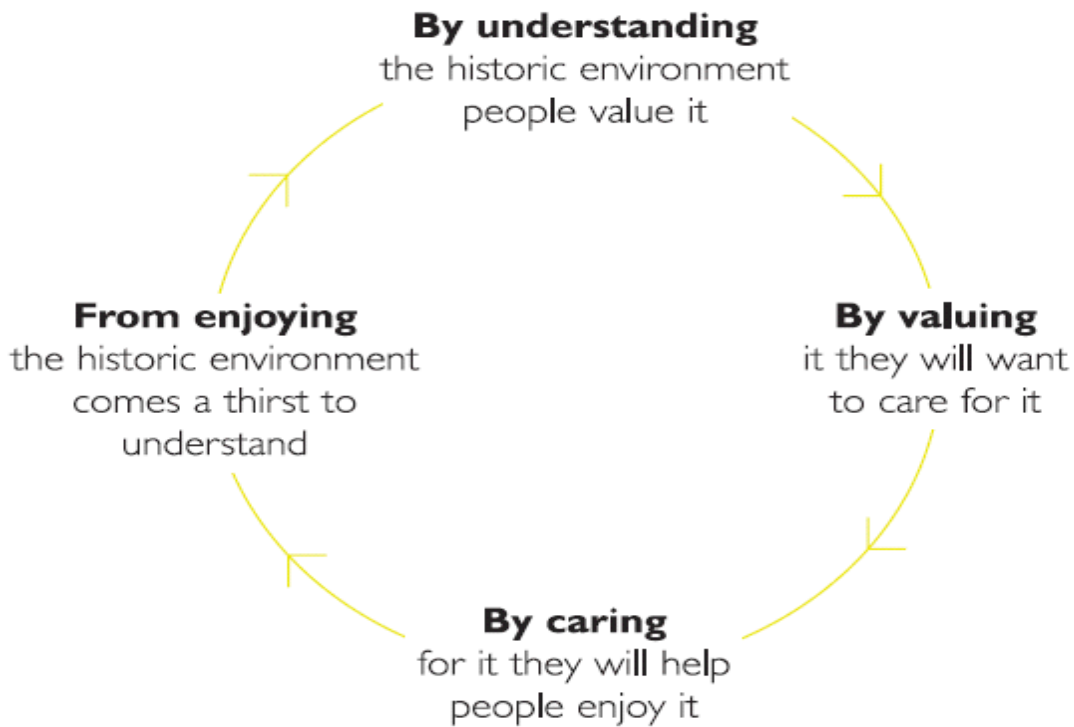 By understanding
the historic environment
people value it
By valuing
it they will want
to care for it
By caring
for it they will help
people enjoy it
From enjoying
the historic environment
comes a thirst to
understand